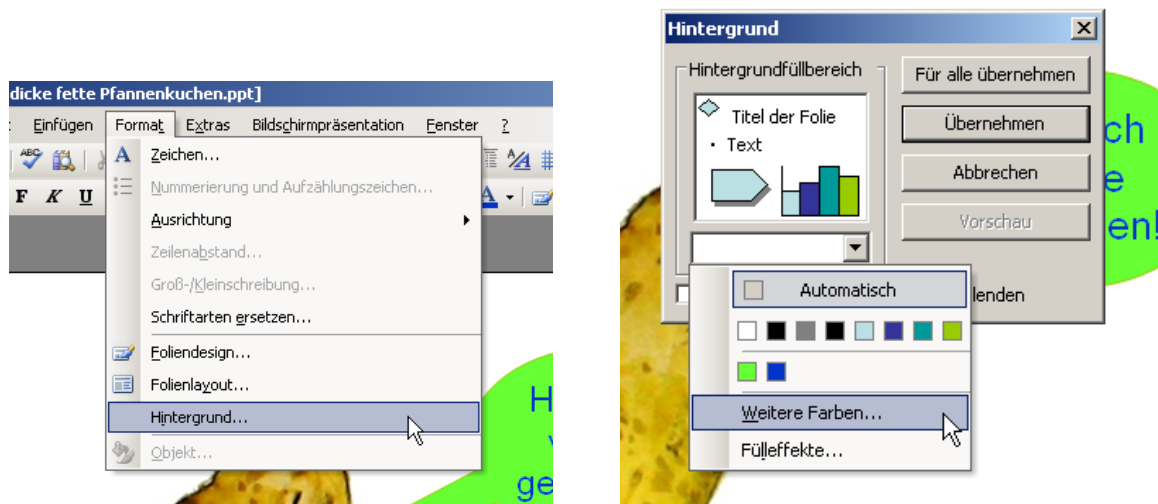 dicke fette Pfannenkuchen.ppt]
Einfügen Format Extras Bildschirmpräsentation Fenster ?
ABC
F K U A
A Zeichen...
Nummerierung und Aufzählungszeichen...
Ausrichtung
Zeilenabstand...
Groß-/Kleinschreibung...
Schriftarten ersetzen...
Foliendesign...
Folienlayout...
Hintergrund...
Objekt...
H
ge
Hintergrund
Hintergrundfüllbereich
Titel der Folie
· Text
Für alle übernehmen
Übernehmen
Abbrechen
Vorschau
Automatisch
lenden
Weitere Farben...
Fülleffekte...
ch
e
en!